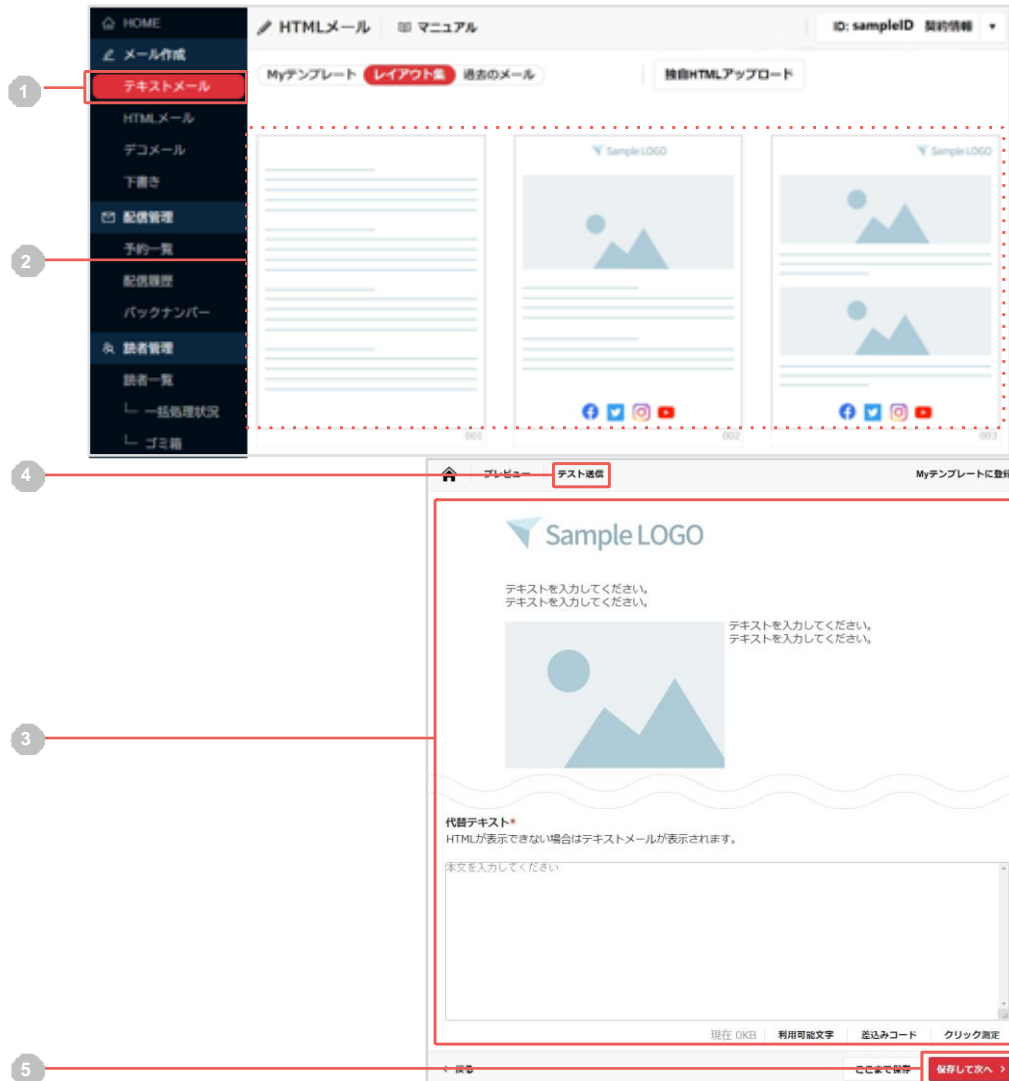 HOME
メール作成
テキストメール
HTMLメール
デコメール
下書き
配信管理
予約一覧
配信履歴
バックナンバー
読者管理
読者一覧
一括処理状況
ゴミ箱
HTMLメール
マニュアル
ID: sampleID 契約情報
Myテンプレート レイアウト集 過去のメール
独自HTMLアップロード
Sample LOGO
Sample LOGO
001
002
003
1
2
4
プレビュー
テスト送信
Myテンプレートに登録
Sample LOGO
テキストを入力してください。
テキストを入力してください。
テキストを入力してください。
テキストを入力してください。
3
代替テキスト*
HTMLが表示できない場合はテキストメールが表示されます。
本文を入力してください
現在 0KB 利用可能文字 差込みコード クリック測定
5
< 戻る
ここまで保存
保存して次へ >